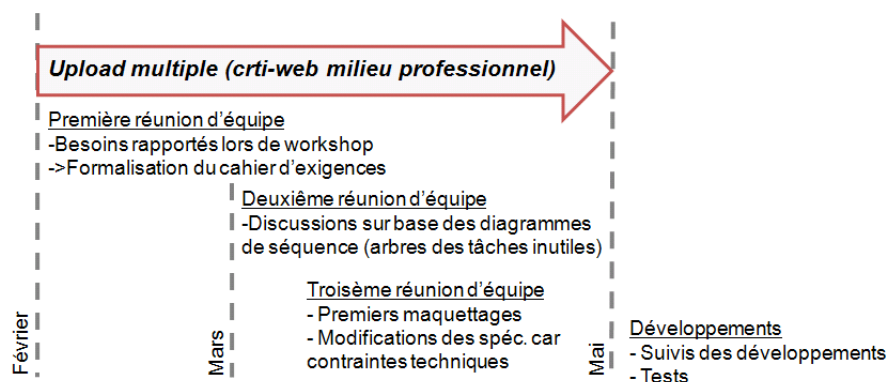 Upload multiple (crti-web milieu professionnel)
Première réunion d'équipe
-Besoins rapportés lors de workshop
->Formalisation du cahier d'exigences
Deuxième réunion d'équipe
-Discussions sur base des diagrammes
de séquence (arbres des tâches inutiles)
Troisème réunion d'équipe
- Premiers maquettages
- Modifications des spéc. car
contraintes techniques
Développements
- Suivis des développements
- Tests
Février
Mars
Mai